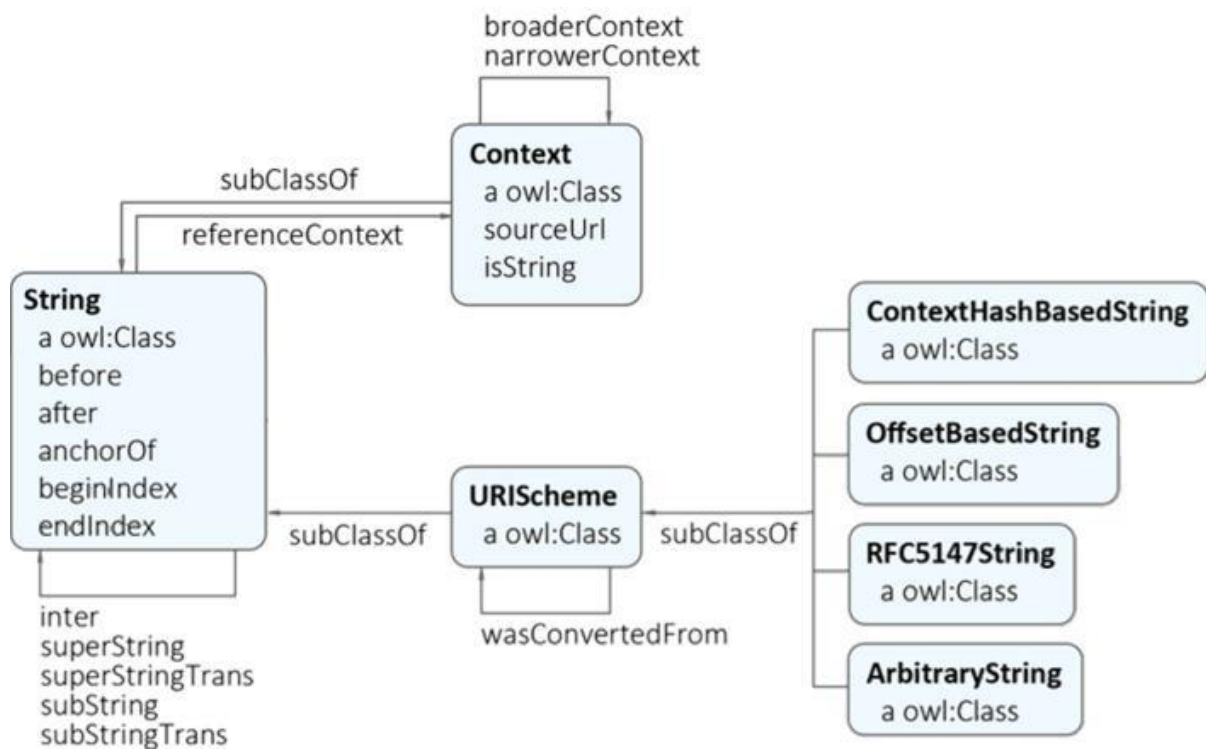 broaderContext
narrowerContext
Context
a owl:Class
sourceUrl
isString
subClassOf
referenceContext
String
a owl:Class
before
after
anchorOf
beginIndex
endIndex
inter
superString
superStringTrans
subString
subStringTrans
subClassOf
URIScheme
a owl:Class
wasConvertedFrom
subClassOf
ContextHashBasedString
a owl:Class
OffsetBasedString
a owl:Class
RFC5147String
a owl:Class
ArbitraryString
a owl:Class